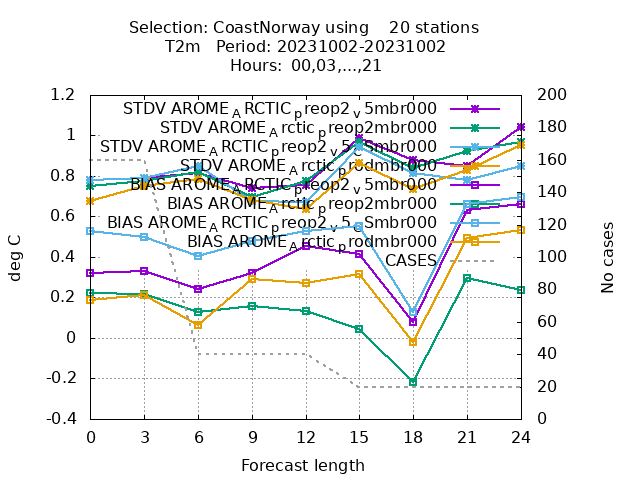 Selection: CoastNorway using    20 stations
T2m   Period: 20231002-20231002
Hours:  00,03,...,21
1.2
1
0.8
0.6
0.4
0.2
0
-0.2
-0.4
200
180
160
140
120
100
80
60
40
20
0
0 3 6 9 12 15 18 21 24
deg C
No cases
Forecast length
STDV AROME_ARCTIC_preop2_v5mbr000
STDV AROME_Arctic_preop2mbr000
STDV AROME_ARCTIC_preop2_v5_Smbr000
STDV AROME_Arctic_prodmbr000
BIAS AROME_ARCTIC_preop2_v5mbr000
BIAS AROME_Arctic_preop2mbr000
BIAS AROME_ARCTIC_preop2_v5_Smbr000
BIAS AROME_Arctic_prodmbr000
CASES